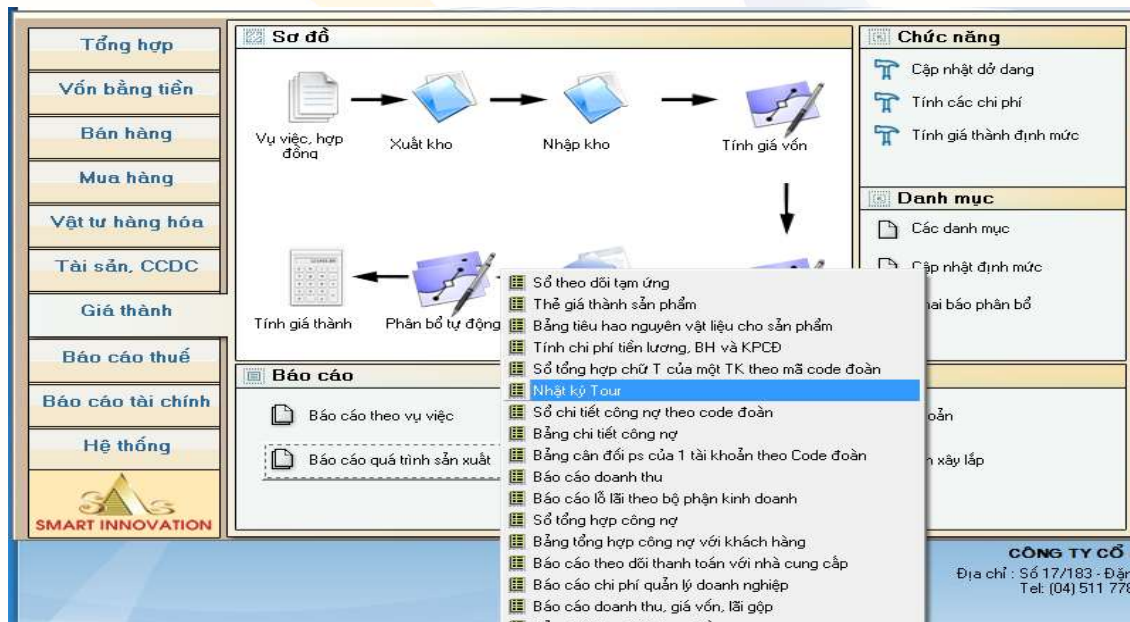 Tổng hợp
Vốn bằng tiền
Bán hàng
Mua hàng
Vật tư hàng hóa
Tài sản, CCDC
Giá thành
Báo cáo thuế
Báo cáo tài chính
Hệ thống
SMART INNOVATION
Sơ đồ
Vụ việc, hợp
đồng
Xuất kho
Nhập kho
Tính giá vốn
Tính giá thành
Phân bổ tự động
Báo cáo
Báo cáo theo vụ việc
Báo cáo quá trình sản xuất
Chức năng
Cập nhật dở dang
Tính các chi phí
Tính giá thành định mức
Danh mục
Các danh mục
Cập nhật định mức
ai báo phân bổ
Sổ theo dõi tạm ứng
Thẻ giá thành sản phẩm
Bảng tiêu hao nguyên vật liệu cho sản phẩm
Tính chi phí tiền lương, BH và KPCĐ
Sổ tổng hợp chữ T của một TK theo mã code đoàn
Nhật ký Tour
Sổ chi tiết công nợ theo code đoàn
Bảng chi tiết công nợ
Bảng cân đối ps của 1 tài khoản theo Code đoàn
Báo cáo doanh thu
Báo cáo lỗ lãi theo bộ phận kinh doanh
Sổ tổng hợp công nợ
Bảng tổng hợp công nợ với khách hàng
Báo cáo theo dõi thanh toán với nhà cung cấp
Báo cáo chi phí quản lý doanh nghiệp
Báo cáo doanh thu, giá vốn, lãi gộp
oản
xây lắp
CÔNG TY CỔ
Địa chỉ : Số 17/183 - Đặn
Tel: (04) 511 778